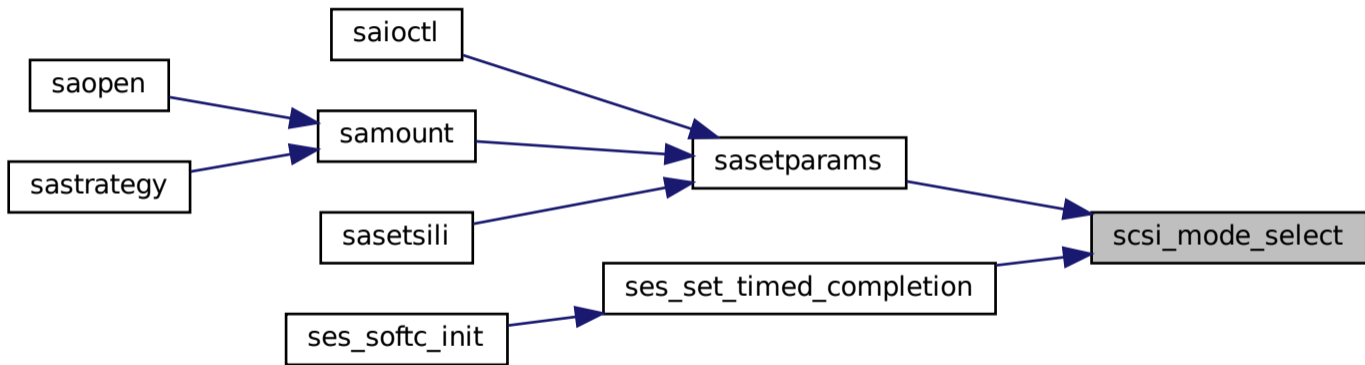 saioctl
saopen
samount
sasetparams
sastrategy
sasetsili
scsi_mode_select
ses_set_timed_completion
ses_softc_init